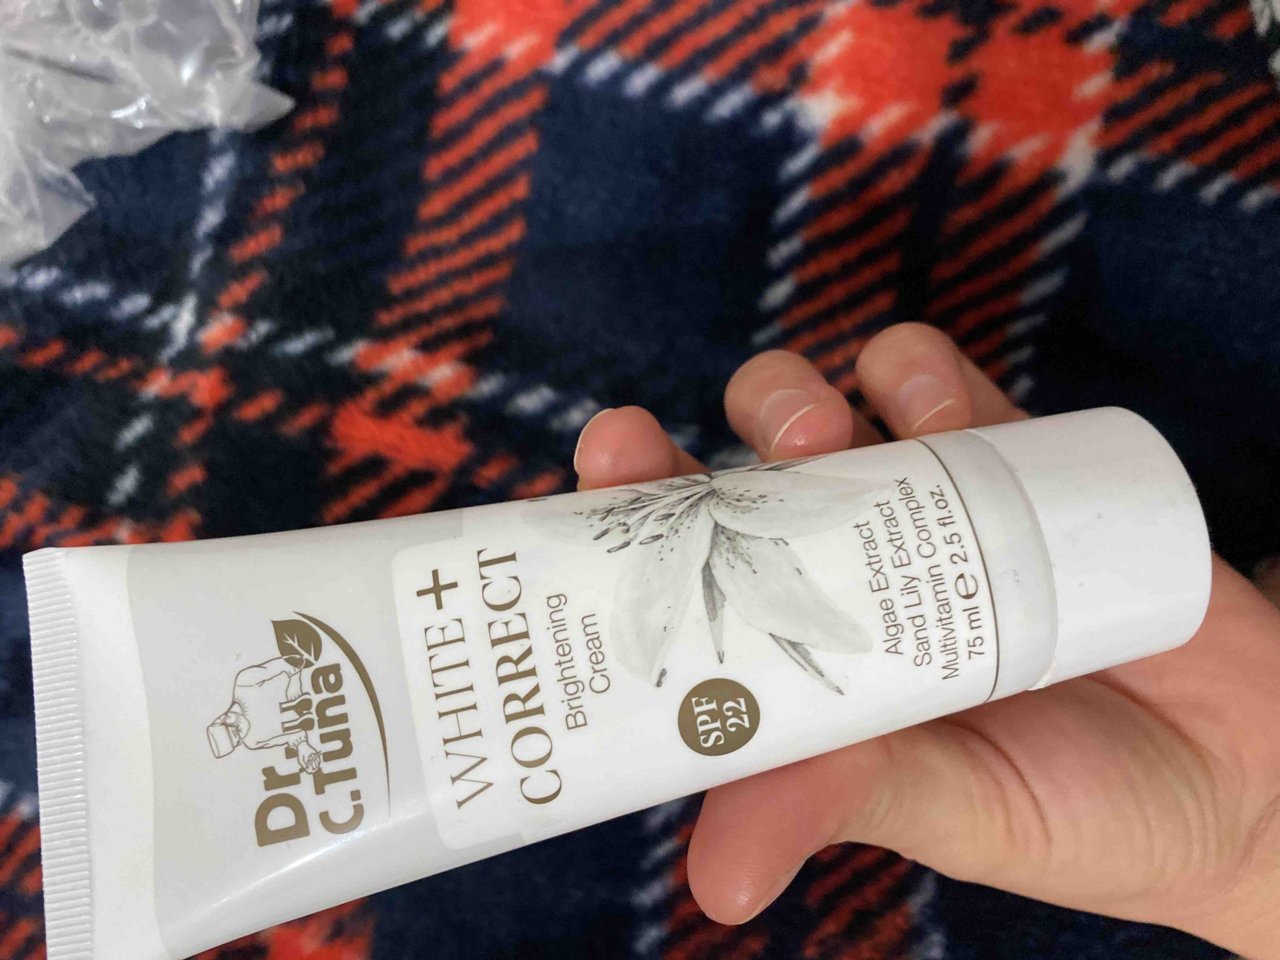 Dr.
C.Tuna
WHITE+
CORRECT
Brightening
Cream
SPF
22
Algae Extract
Sand Lily Extract
Multivitamin Complex
75 ml ℮ 2.5 fl.oz.